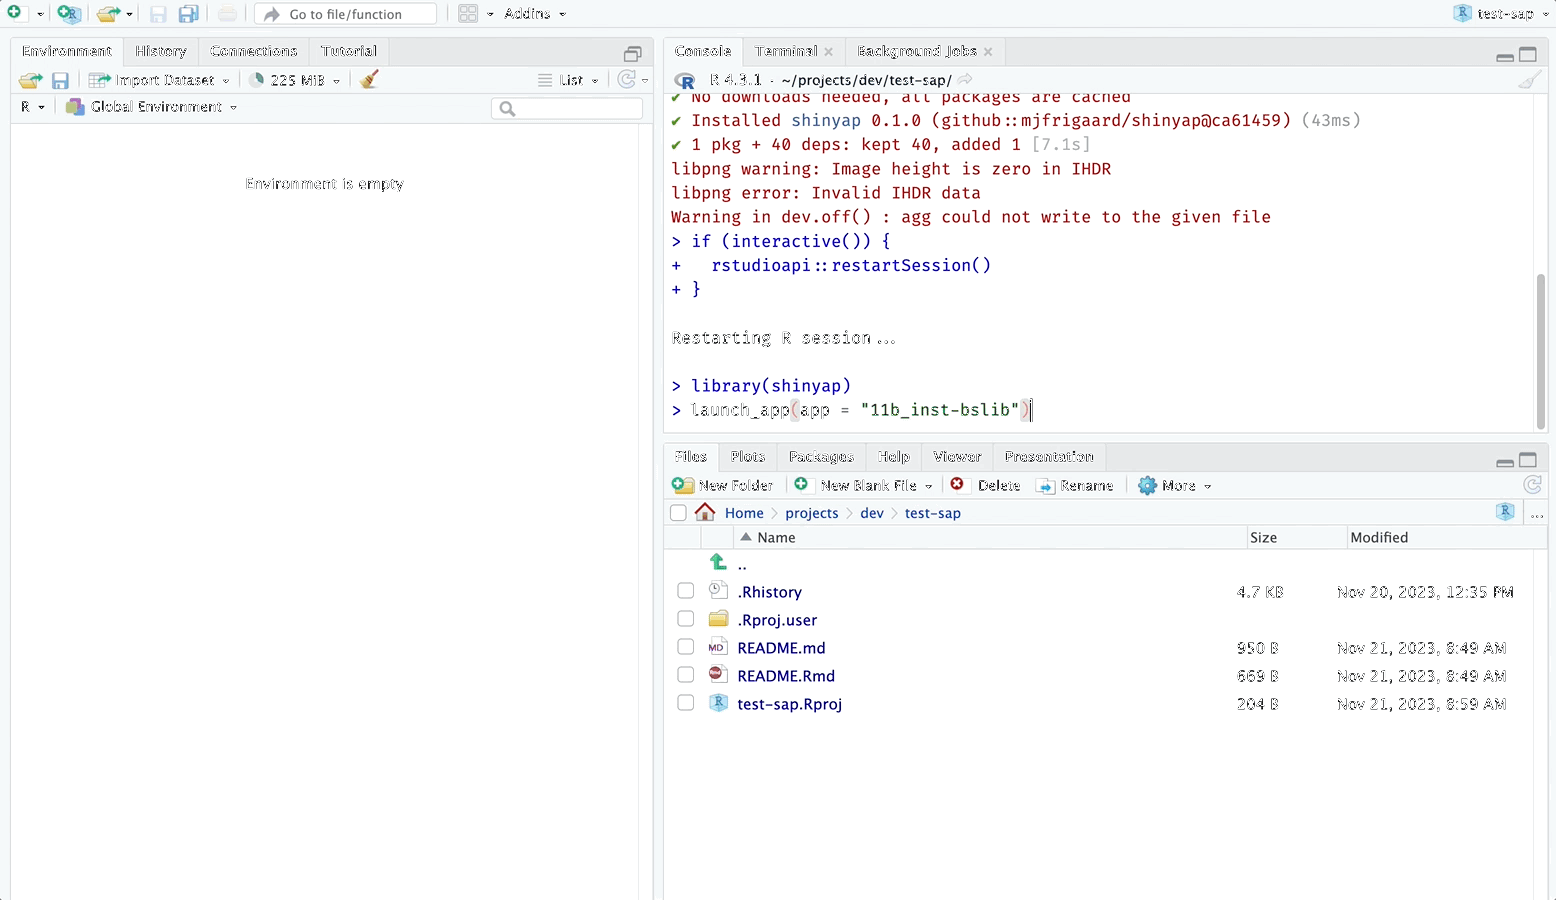 Go to file/function
Addins
test-sap
Environment
History
Connections
Tutorial
Import Dataset
225 MiB
List
R
Global Environment
Environment is empty
Console
Terminal
Background Jobs
R 4.3.1 · ~/projects/dev/test-sap/
✔ No downloads needed, all packages are cached
✔ Installed shinyap 0.1.0 (github::mjfrigaard/shinyap@ca61459) (43ms)
✔ 1 pkg + 40 deps: kept 40, added 1 [7.1s]
libpng warning: Image height is zero in IHDR
libpng error: Invalid IHDR data
Warning in dev.off() : agg could not write to the given file
> if (interactive()) {
+   rstudioapi::restartSession()
+ }
Restarting R session...
> library(shinyap)
> launch_app(app = "11b_inst-bslib")
Files
Plots
Packages
Help
Viewer
Presentation
New Folder
New Blank File
Delete
Rename
More
Home
projects
dev
test-sap
...
Name
Size
Modified
..
.Rhistory 4.7 KB Nov 20, 2023, 12:35 PM
.Rproj.user
README.md 950 B Nov 21, 2023, 8:49 AM
README.Rmd 669 B Nov 21, 2023, 8:49 AM
test-sap.Rproj 204 B Nov 21, 2023, 8:59 AM